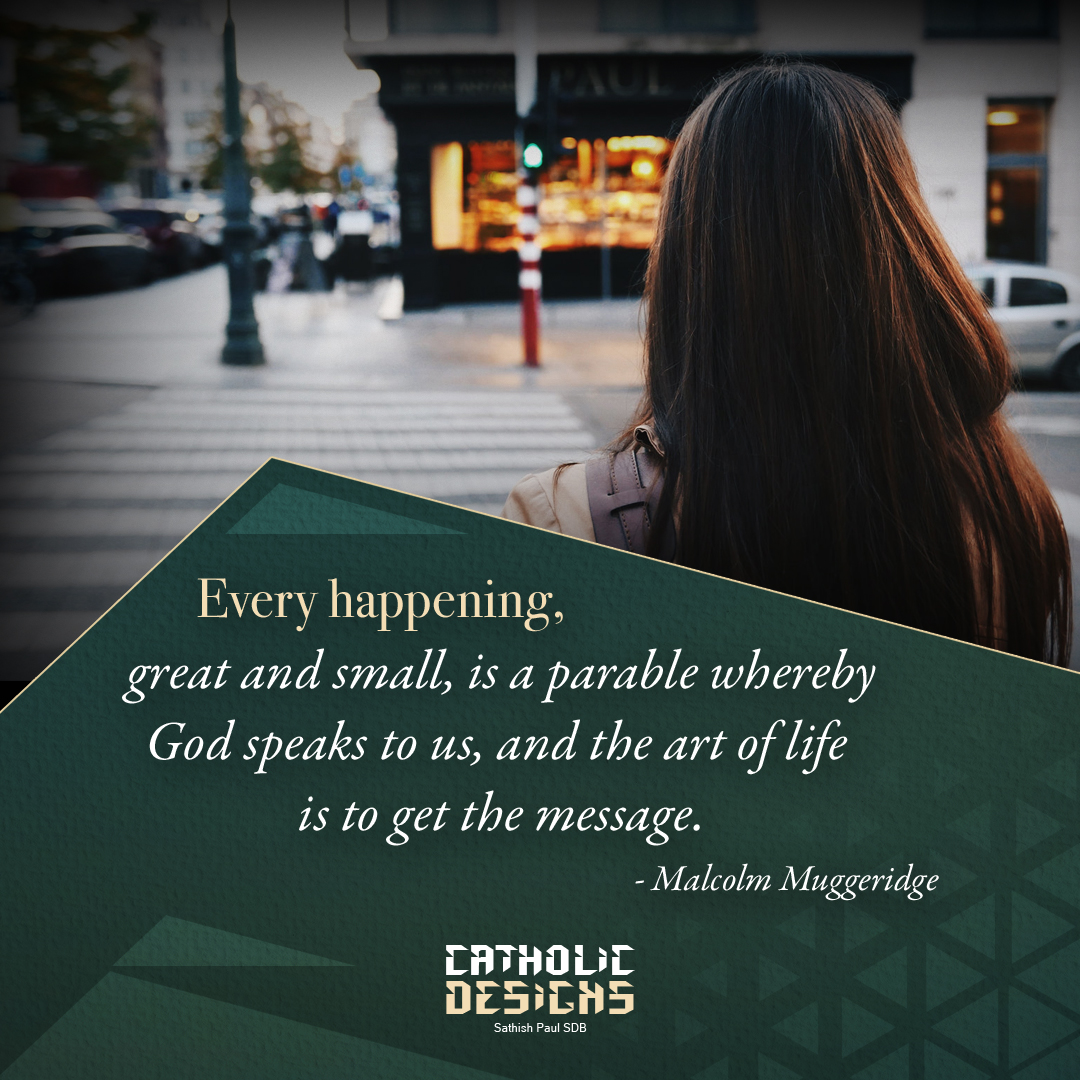 PAUL
Every happening,
great and small, is a parable whereby
God speaks to us, and the art of life
is to get the message.
- Malcolm Muggeridge
CATHOLIC
DESIGNS
Sathish Paul SDB